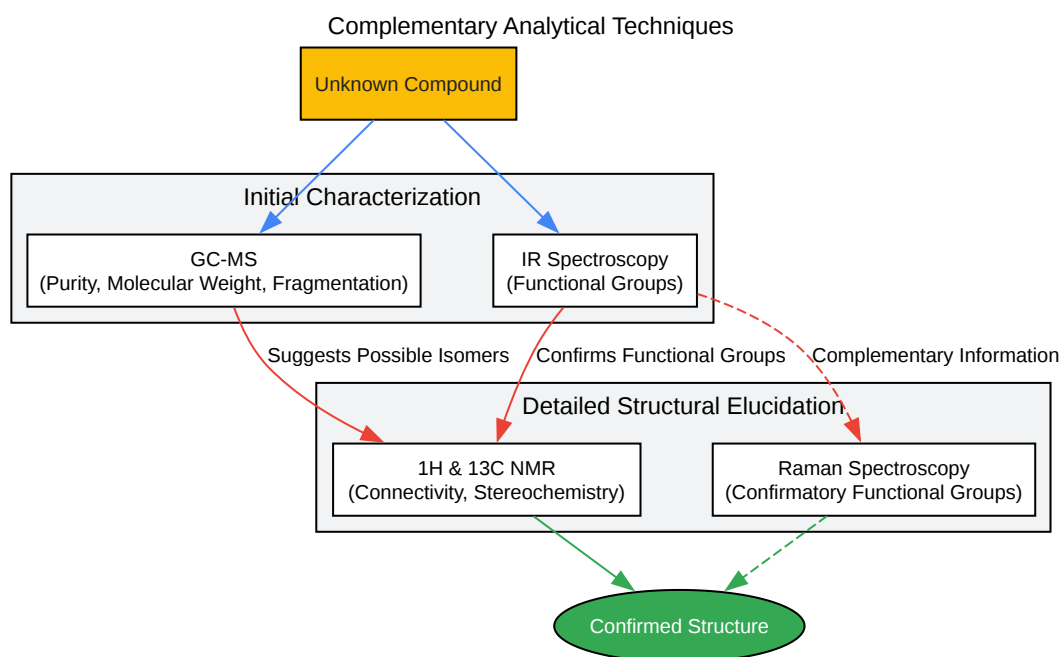 Complementary Analytical Techniques
Unknown Compound
Initial Characterization
GC-MS
(Purity, Molecular Weight, Fragmentation)
IR Spectroscopy
(Functional Groups)
Suggests Possible Isomers
Confirms Functional Groups
Complementary Information
Detailed Structural Elucidation
1H & 13C NMR
(Connectivity, Stereochemistry)
Raman Spectroscopy
(Confirmatory Functional Groups)
Confirmed Structure